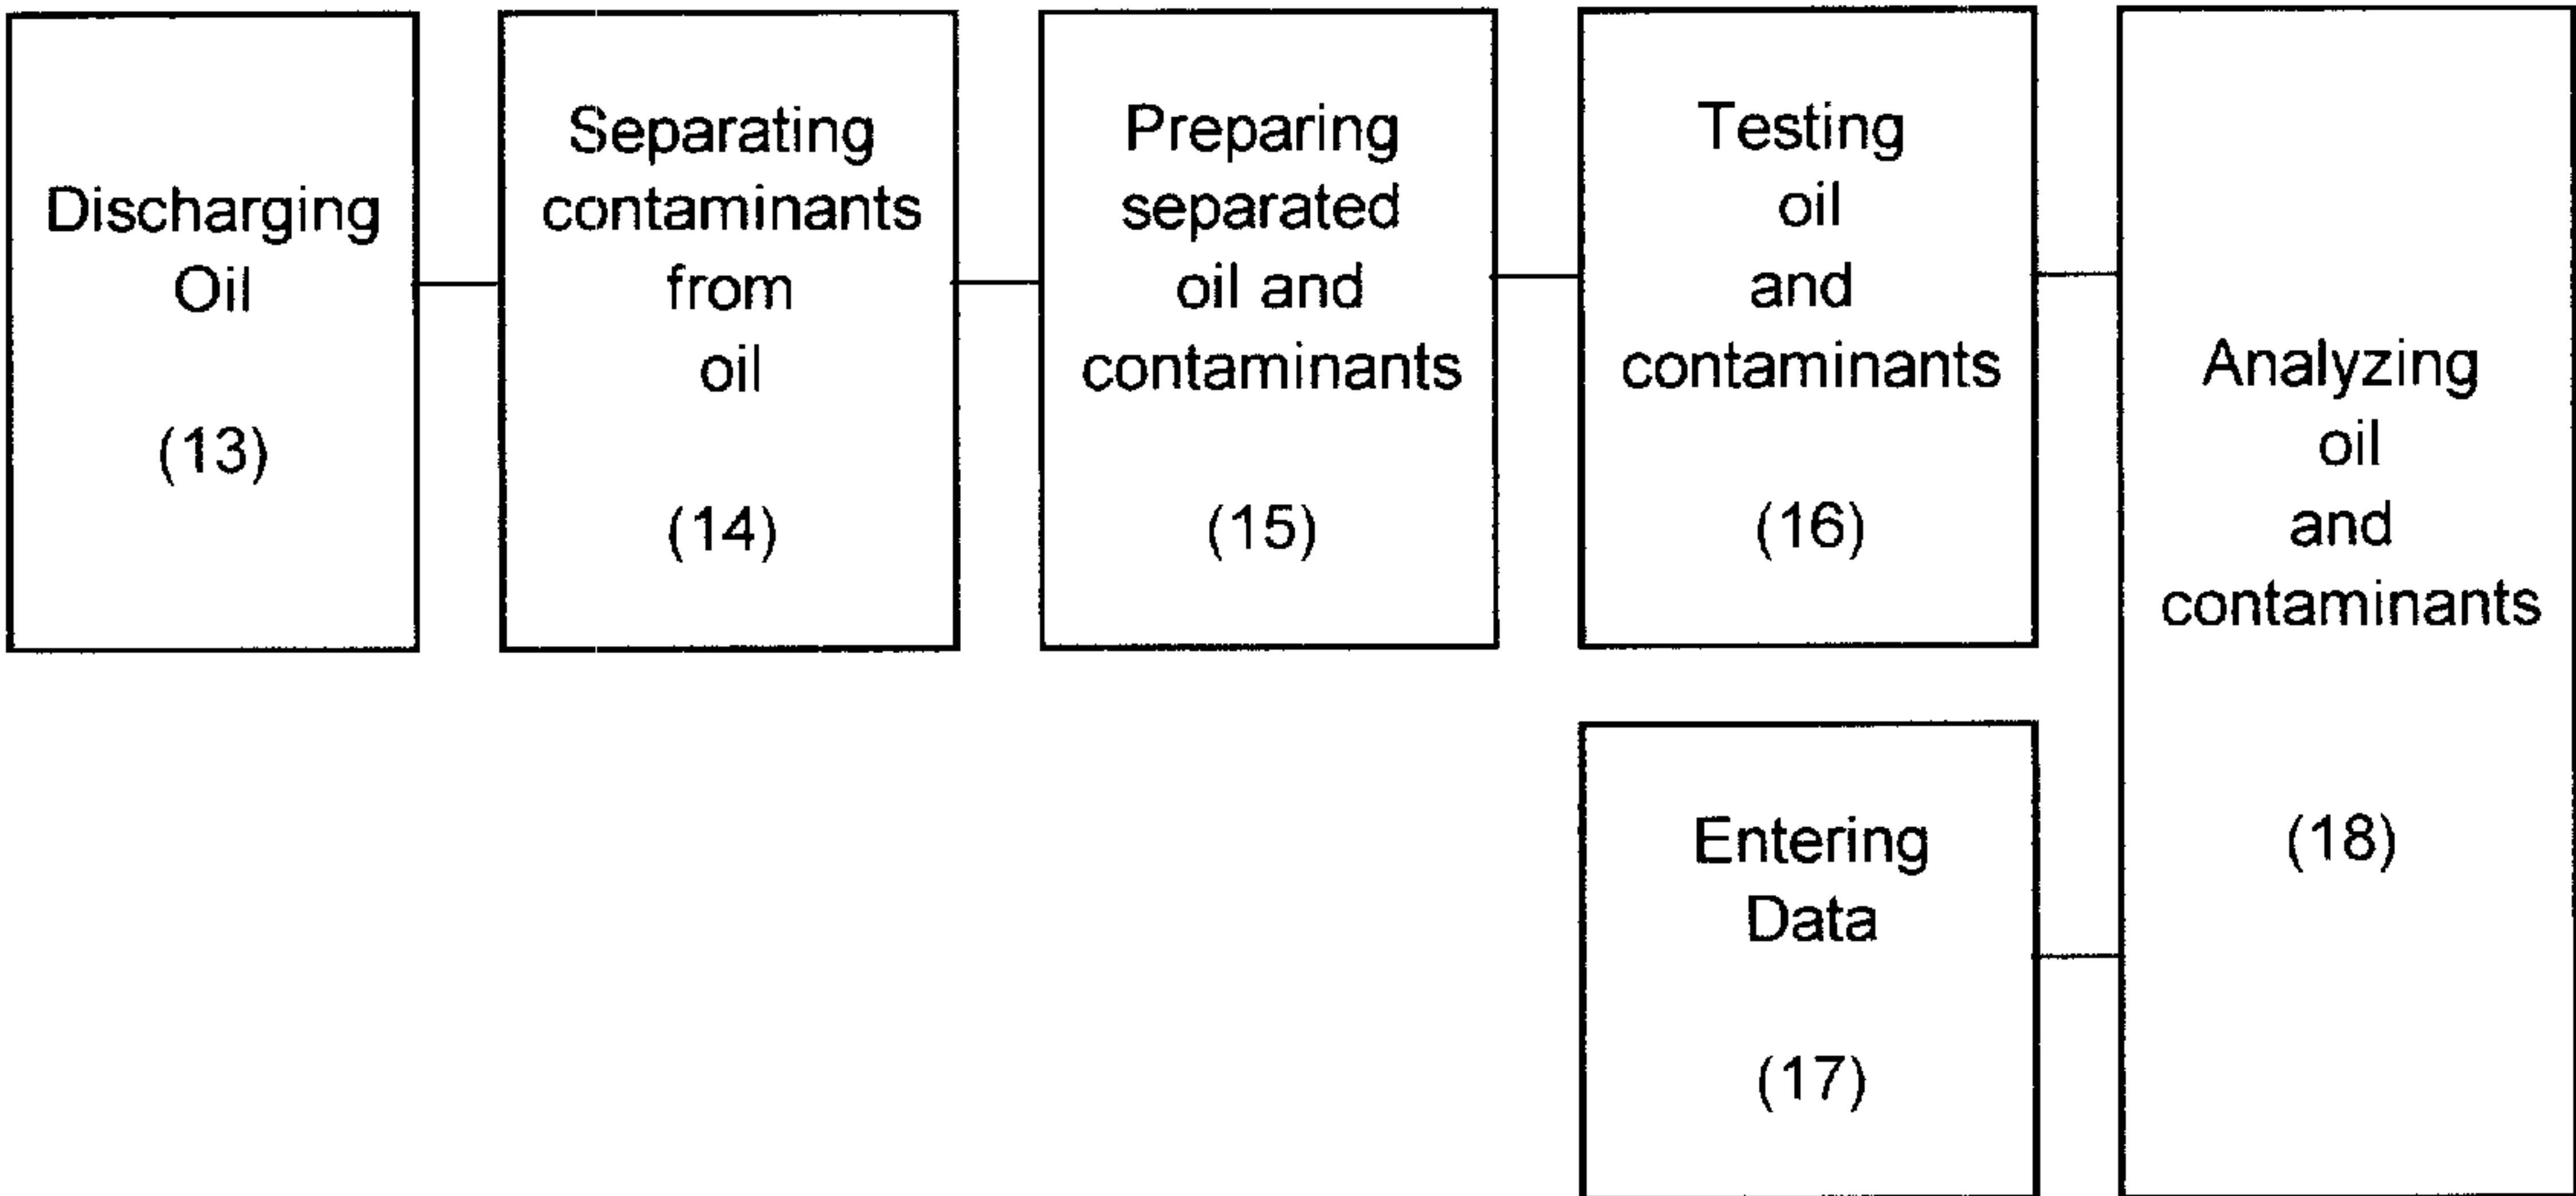 Discharging
Oil
(13)
Separating
contaminants
from
oil
(14)
Preparing
separated
oil and
contaminants
(15)
Testing
oil
and
contaminants
(16)
Entering
Data
(17)
Analyzing
oil
and
contaminants
(18)